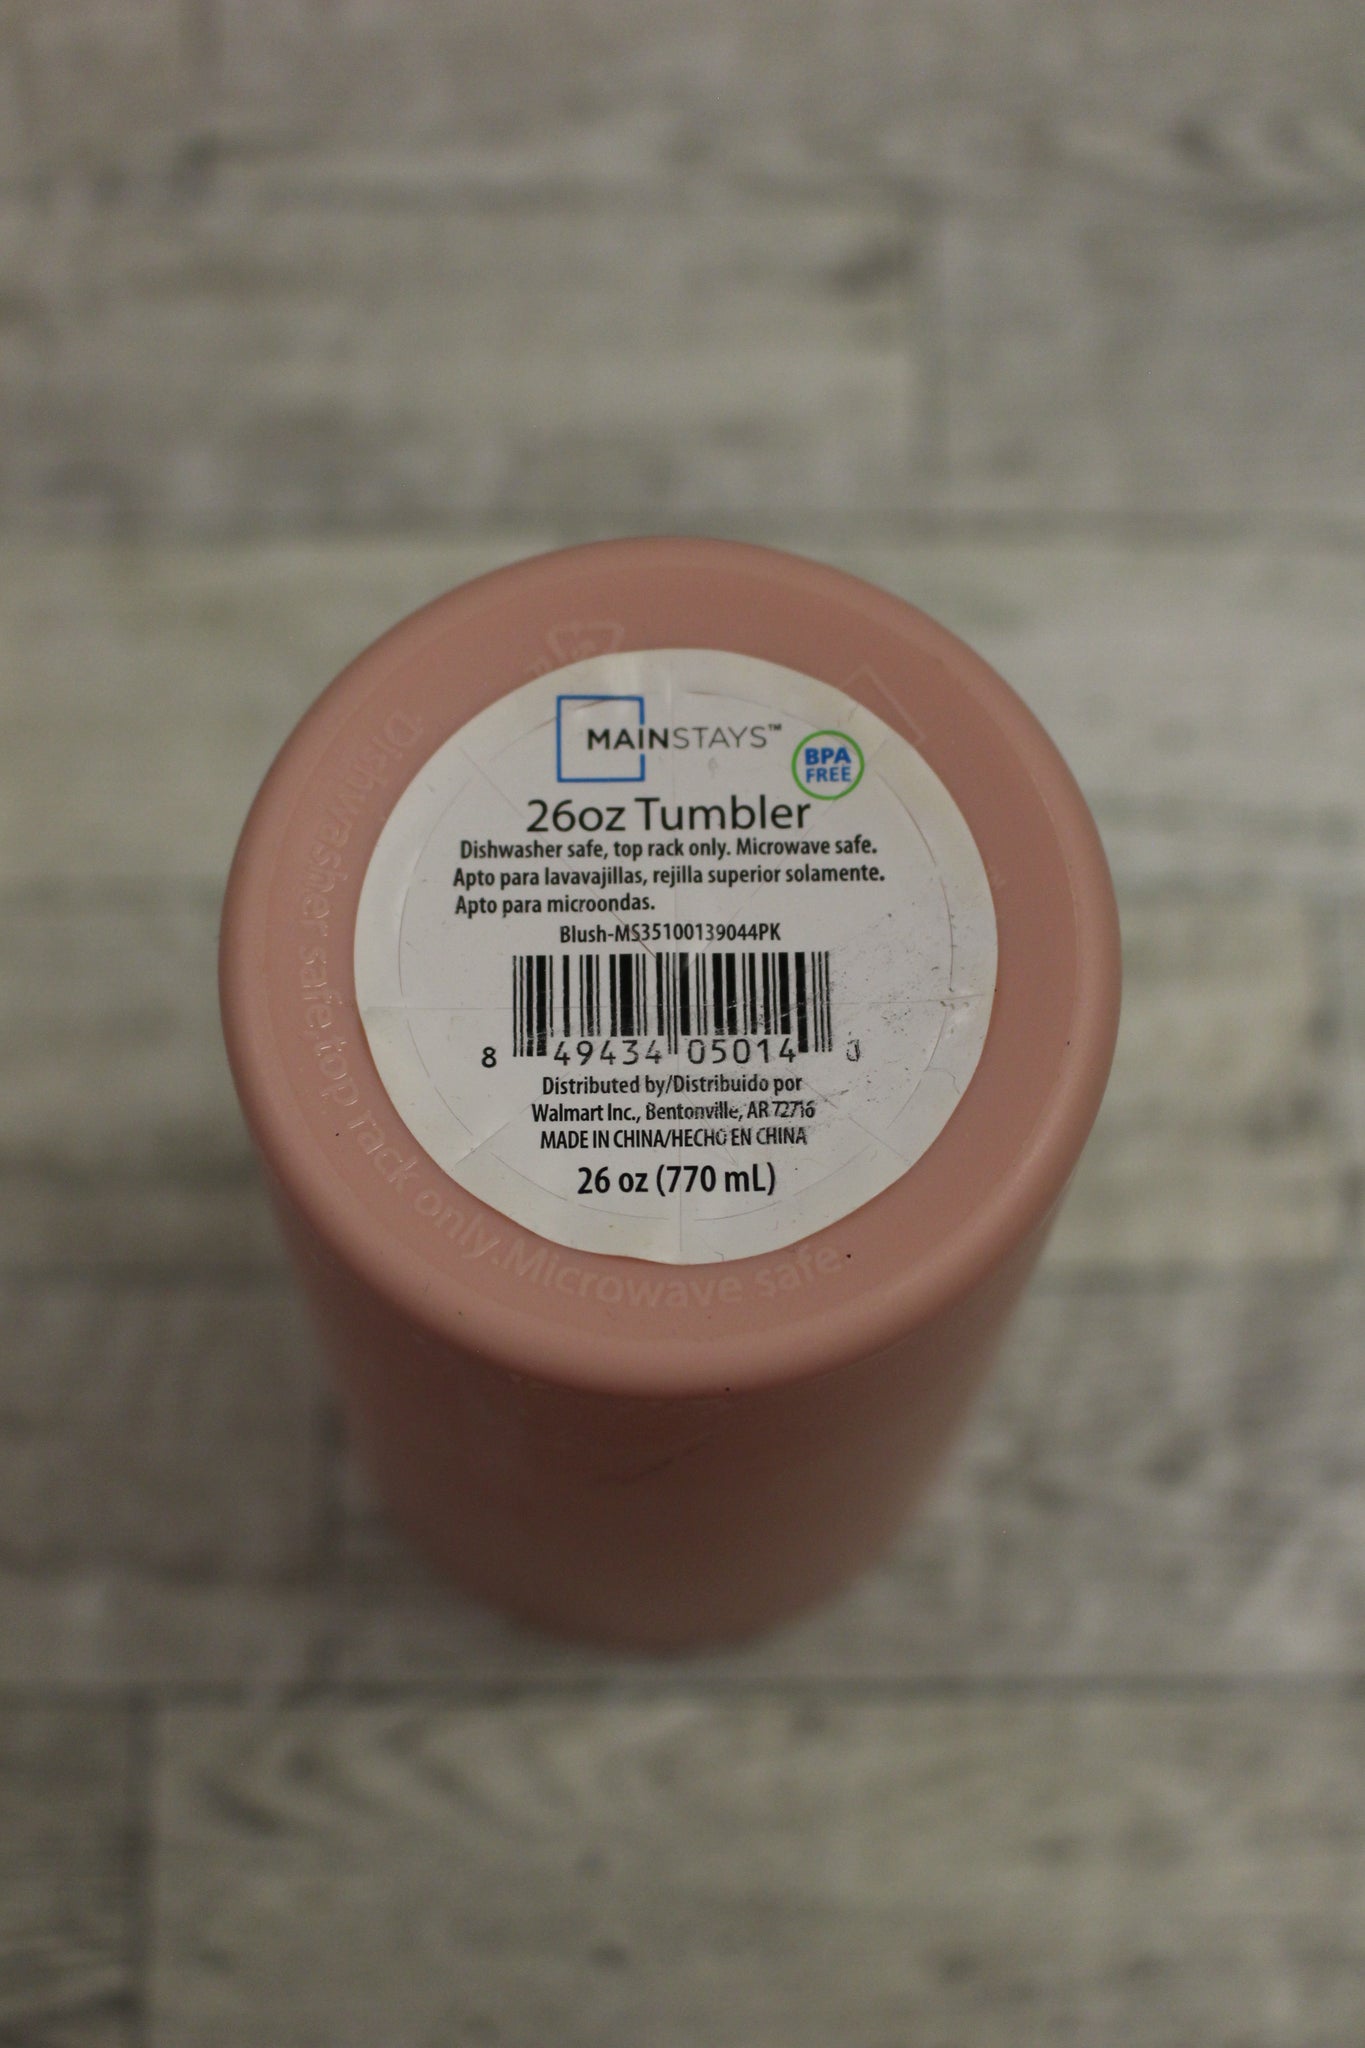 MAINSTAYS™
BPA
FREE
26oz Tumbler
Dishwasher safe, top rack only. Microwave safe.
Apto para lavavajillas, rejilla superior solamente.
Apto para microondas.
Blush-MS35100139044PK
8 49434 05014 0
Distributed by/Distribuido por
Walmart Inc., Bentonville, AR 72716
MADE IN CHINA/HECHO EN CHINA
26 oz (770 mL)
Dishwasher safe.top rack only.Microwave safe.